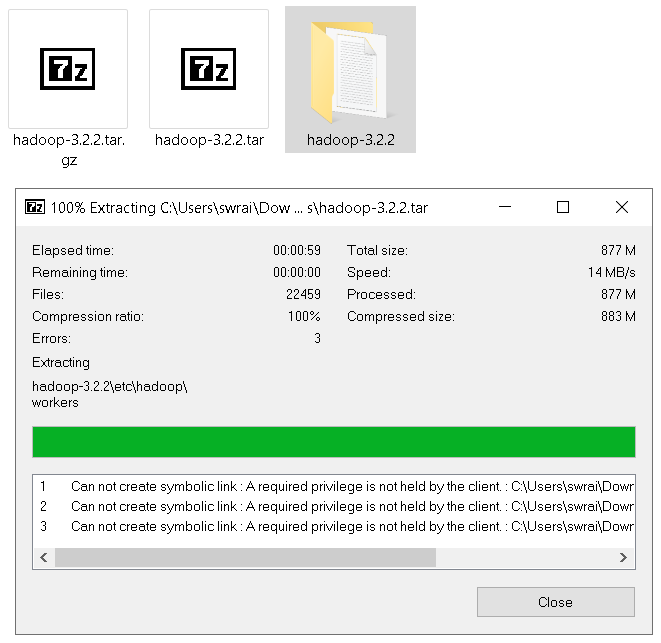 7z
7z
hadoop-3.2.2.tar.
gz
hadoop-3.2.2.tar
hadoop-3.2.2
7z 100% Extracting C:\Users\swrai\Dow ... s\hadoop-3.2.2.tar
Elapsed time: 00:00:59 Total size: 877 M
Remaining time: 00:00:00 Speed: 14 MB/s
Files: 22459 Processed: 877 M
Compression ratio: 100% Compressed size: 883 M
Errors: 3
Extracting
hadoop-3.2.2\etc\hadoop\
workers
1 Can not create symbolic link : A required privilege is not held by the client. : C:\Users\swrai\Dowr
2 Can not create symbolic link : A required privilege is not held by the client. : C:\Users\swrai\Dowr
3 Can not create symbolic link : A required privilege is not held by the client. : C:\Users\swrai\Dowr
Close